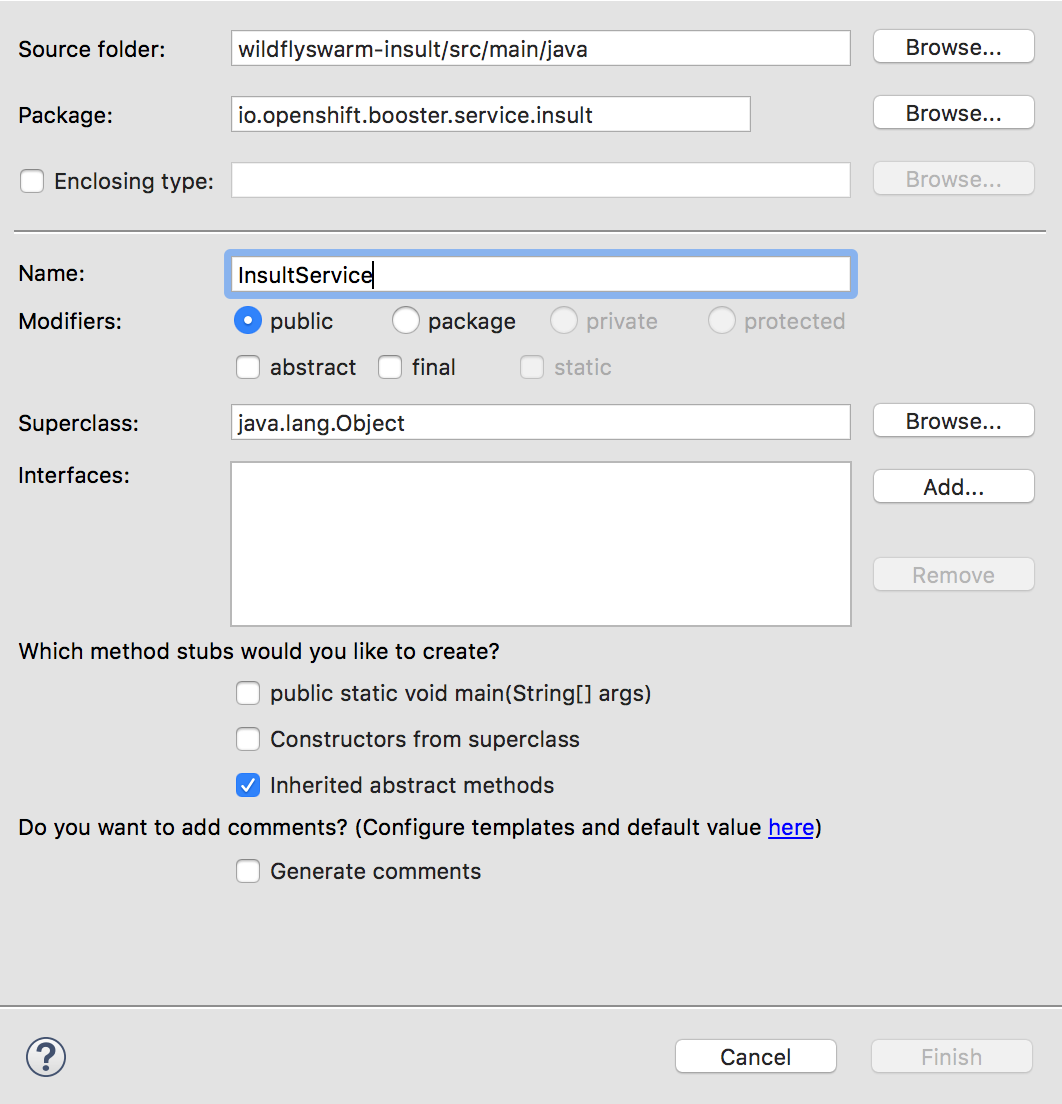 Source folder: wildflyswarm-insult/src/main/java Browse...
Package: io.openshift.booster.service.insult Browse...
Enclosing type: Browse...
Name: InsultService
Modifiers: public package private protected
abstract final static
Superclass: java.lang.Object Browse...
Interfaces: Add...
Remove
Which method stubs would you like to create?
public static void main(String[] args)
Constructors from superclass
Inherited abstract methods
Do you want to add comments? (Configure templates and default value here)
Generate comments
? Cancel Finish